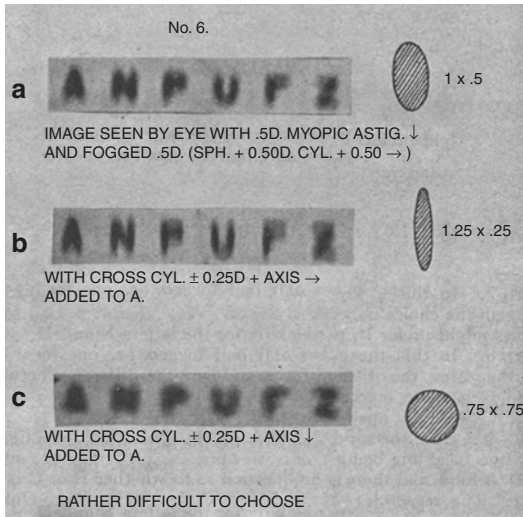 No. 6.
a
A N P U F Z
1 x .5
IMAGE SEEN BY EYE WITH .5D. MYOPIC ASTIG. ↓
AND FOGGED .5D. (SPH. + 0.50D. CYL. + 0.50 → )
b
A N P U F Z
1.25 x .25
WITH CROSS CYL. ± 0.25D + AXIS →
ADDED TO A.
c
A N P U F Z
.75 x .75
WITH CROSS CYL. ± 0.25D + AXIS ↓
ADDED TO A.
RATHER DIFFICULT TO CHOOSE